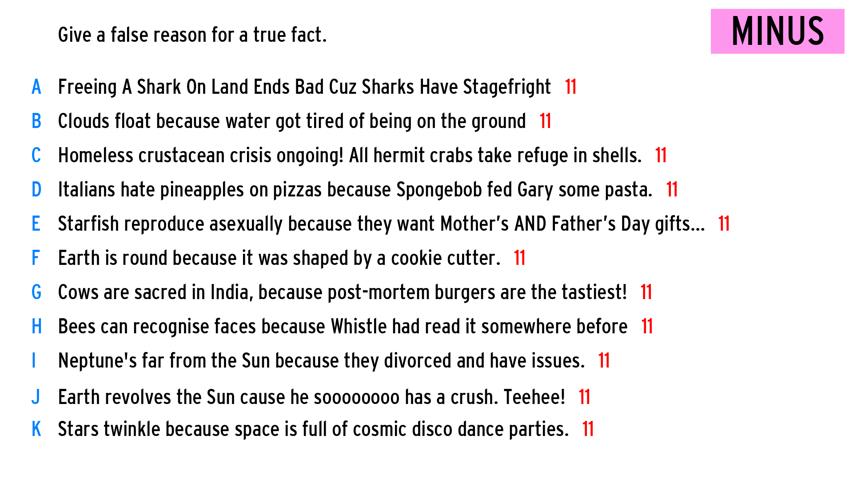 Give a false reason for a true fact.
MINUS
A Freeing A Shark On Land Ends Bad Cuz Sharks Have Stagefright 11
B Clouds float because water got tired of being on the ground 11
C Homeless crustacean crisis ongoing! All hermit crabs take refuge in shells. 11
D Italians hate pineapples on pizzas because Spongebob fed Gary some pasta. 11
E Starfish reproduce asexually because they want Mother's AND Father's Day gifts... 11
F Earth is round because it was shaped by a cookie cutter. 11
G Cows are sacred in India, because post-mortem burgers are the tastiest! 11
H Bees can recognise faces because Whistle had read it somewhere before 11
I Neptune's far from the Sun because they divorced and have issues. 11
J Earth revolves the Sun cause he soooooooo has a crush. Teehee! 11
K Stars twinkle because space is full of cosmic disco dance parties. 11